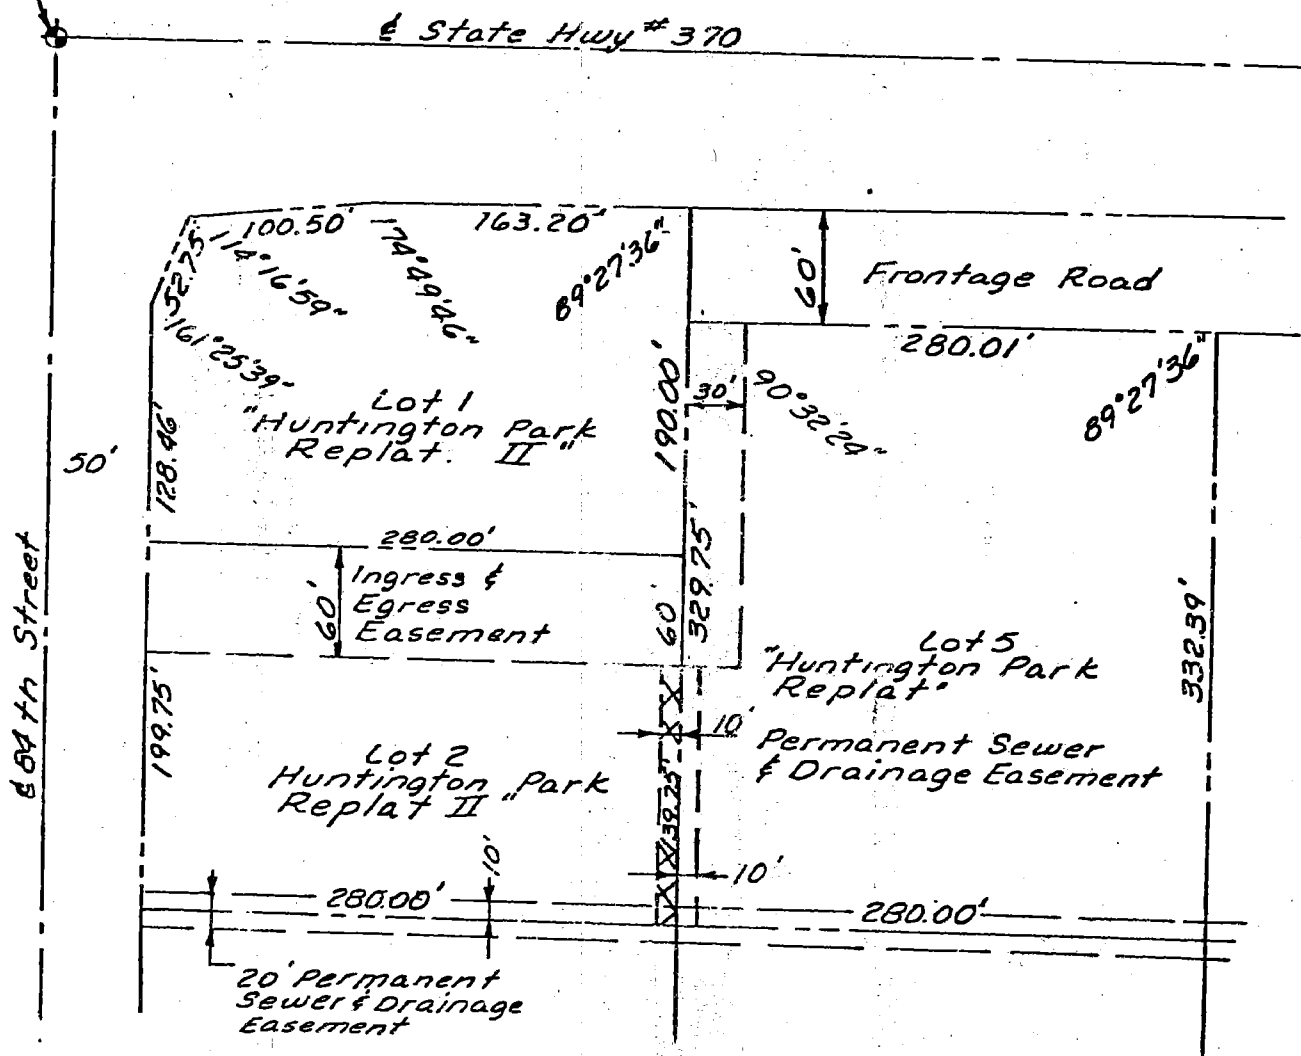 ℄ State Hwy #370
100.50'
163.20'
52.75'
114°16'59"
174°49'46"
89°27'36"
161°25'39"
60'
Frontage Road
280.01'
89°27'36"
90°32'24"
30'
190.00'
Lot 1
"Huntington Park
Replat. II"
50'
128.46'
280.00'
Ingress &
Egress
Easement
60'
60'
329.75'
℄ 84th Street
199.75'
Lot 5
"Huntington Park
Replat"
332.39'
10'
Permanent Sewer
& Drainage Easement
Lot 2
Huntington "Park
Replat II
139.75'
10'
10'
280.00'
280.00'
20' Permanent
Sewer & Drainage
Easement